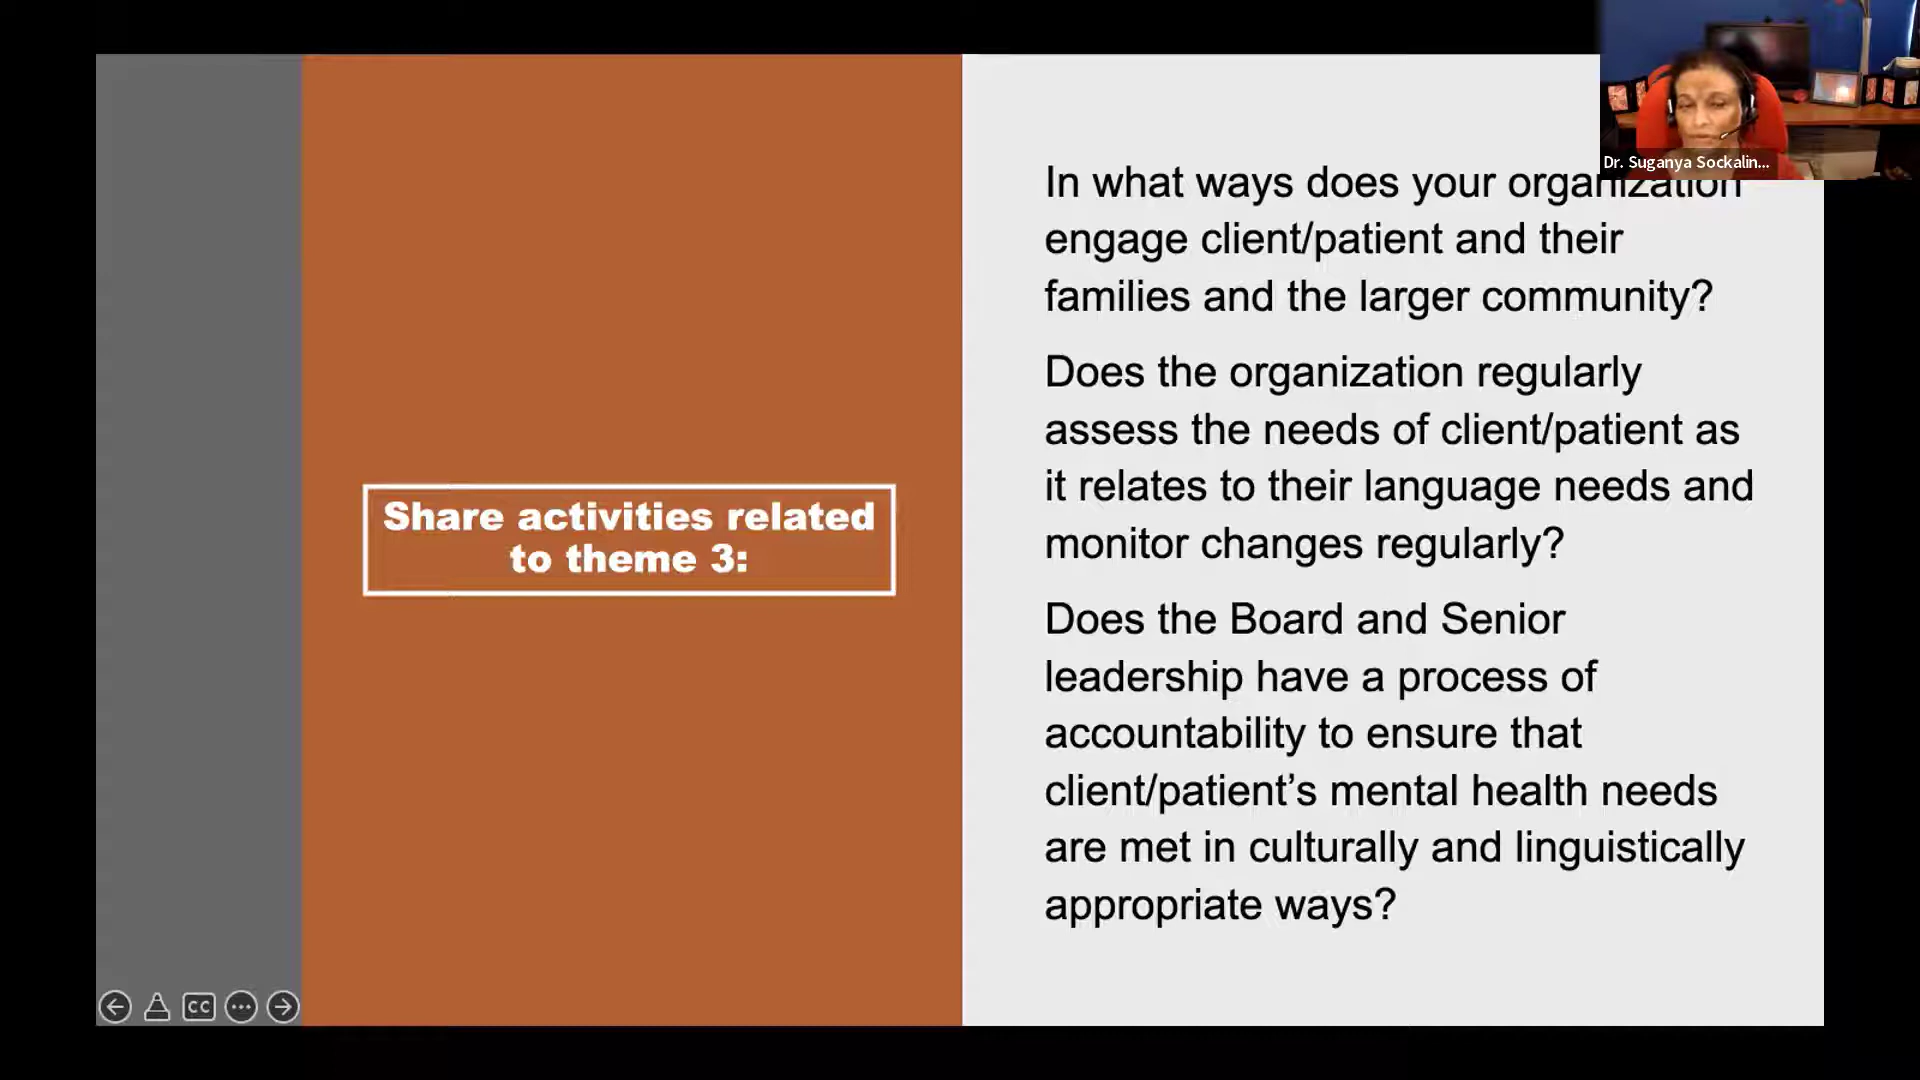 Dr. Suganya Sockalin...
In what ways does your organization
engage client/patient and their
families and the larger community?
Does the organization regularly
assess the needs of client/patient as
it relates to their language needs and
monitor changes regularly?
Does the Board and Senior
leadership have a process of
accountability to ensure that
client/patient’s mental health needs
are met in culturally and linguistically
appropriate ways?
Share activities related
to theme 3:
CC